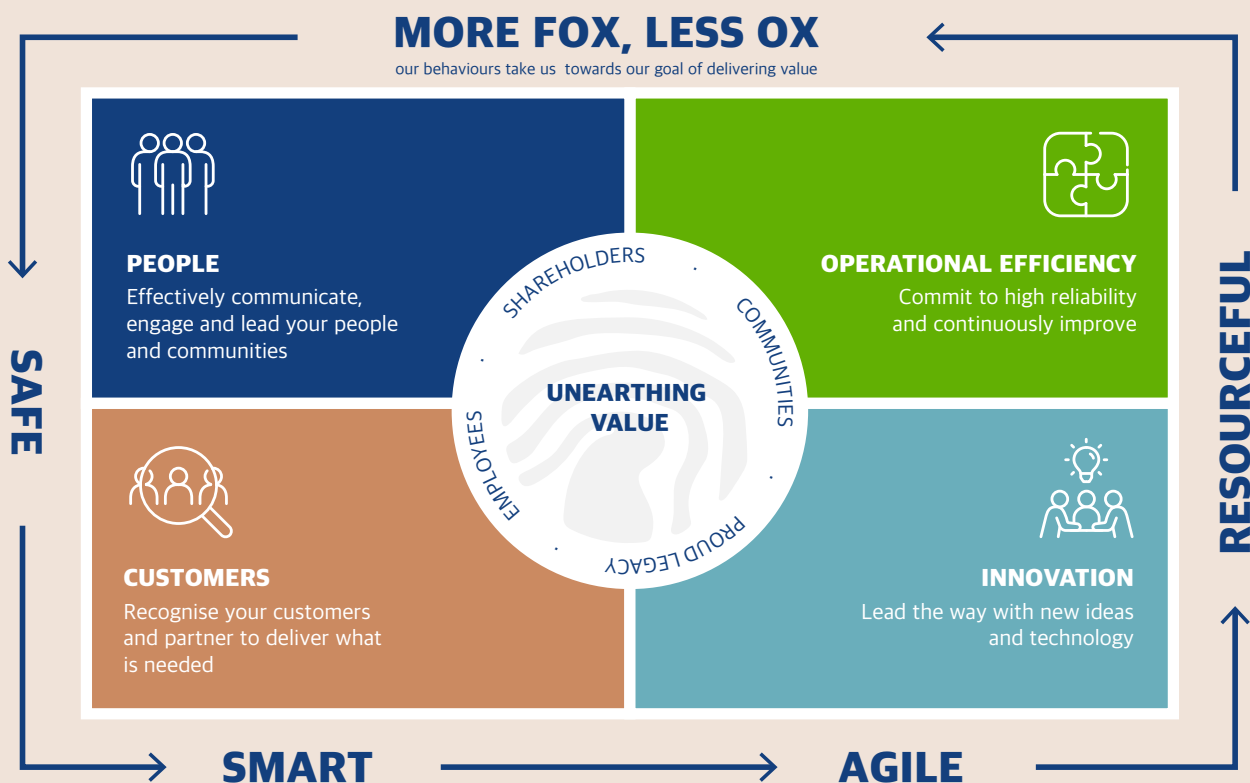 MORE FOX, LESS OX
our behaviours take us towards our goal of delivering value
PEOPLE
Effectively communicate,
engage and lead your people
and communities
OPERATIONAL EFFICIENCY
Commit to high reliability
and continuously improve
SHAREHOLDERS
COMMUNITIES
PROUD LEGACY
EMPLOYEES
UNEARTHING
VALUE
CUSTOMERS
Recognise your customers
and partner to deliver what
is needed
INNOVATION
Lead the way with new ideas
and technology
SAFE
SMART
AGILE
RESOURCEFUL